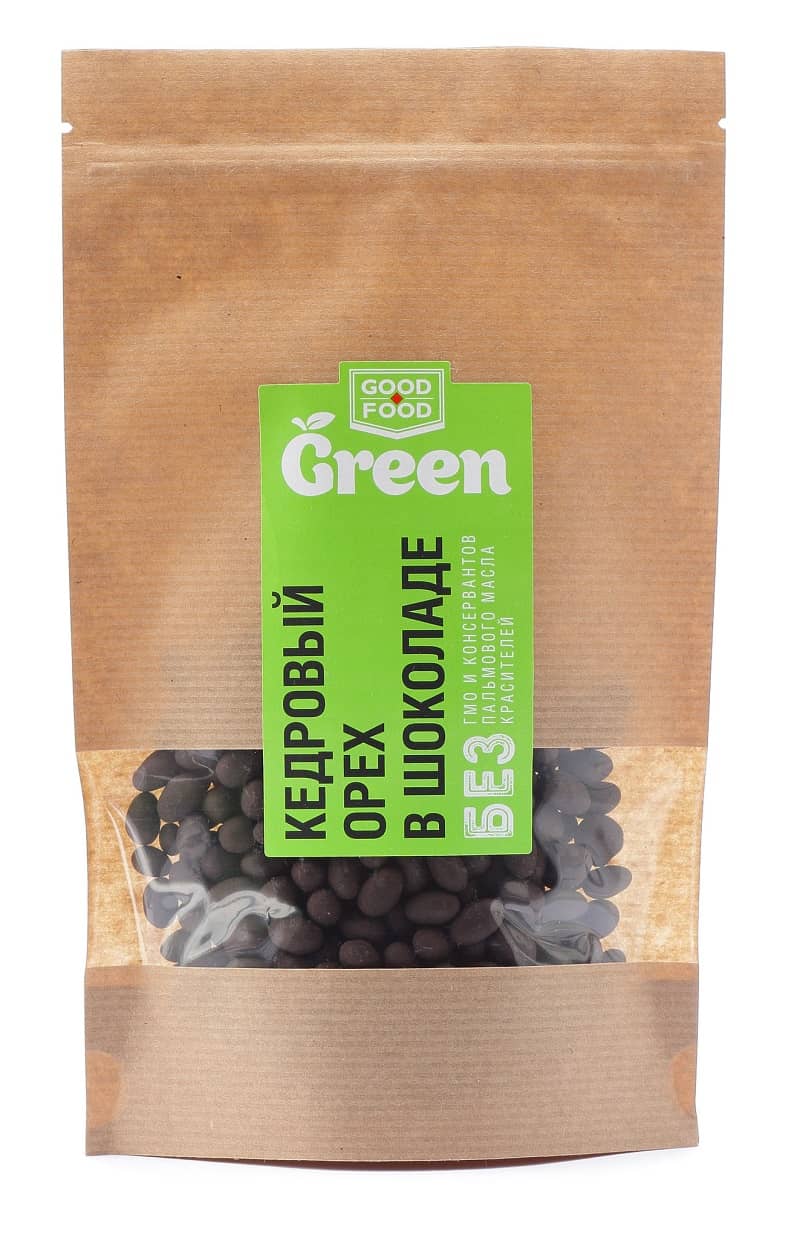 GOOD
FOOD
Green
КЕДРОВЫЙ
ОРЕХ
В ШОКОЛАДЕ
БЕЗ
ГМО И КОНСЕРВАНТОВ
ПАЛЬМОВОГО МАСЛА
КРАСИТЕЛЕЙ